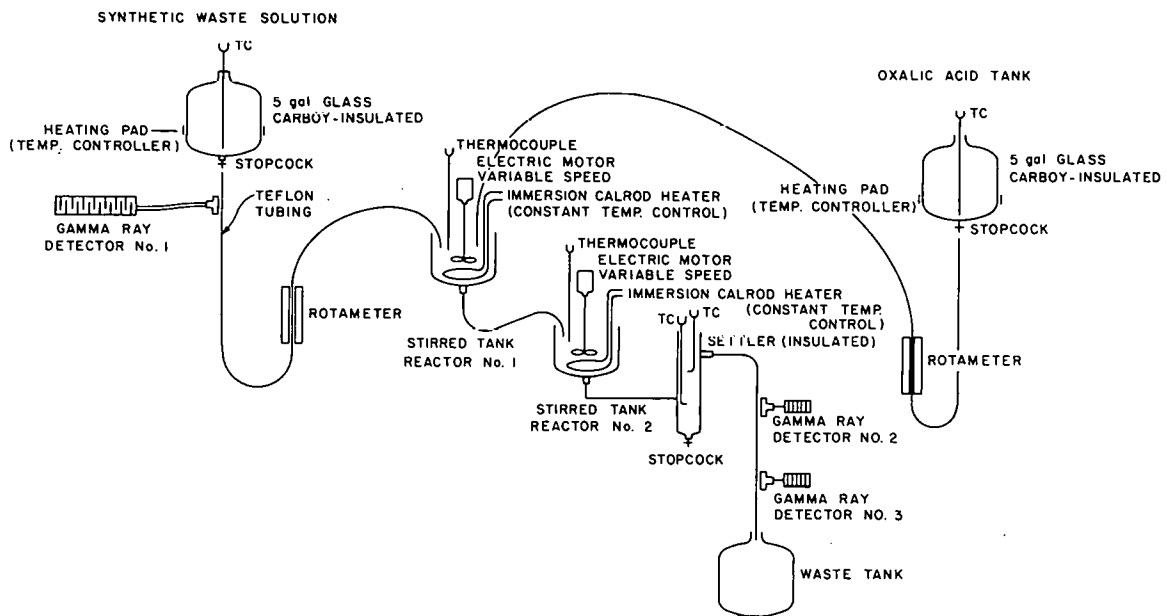 SYNTHETIC WASTE SOLUTION
TC
5 gal GLASS
CARBOY-INSULATED
HEATING PAD
(TEMP. CONTROLLER)
STOPCOCK
TEFLON
TUBING
GAMMA RAY
DETECTOR No. 1
ROTAMETER
THERMOCOUPLE
ELECTRIC MOTOR
VARIABLE SPEED
IMMERSION CALROD HEATER
(CONSTANT TEMP. CONTROL)
STIRRED TANK
REACTOR No. 1
THERMOCOUPLE
ELECTRIC MOTOR
VARIABLE SPEED
IMMERSION CALROD HEATER
(CONSTANT TEMP.
CONTROL)
STIRRED TANK
REACTOR No. 2
TC
TC
SETTLER (INSULATED)
STOPCOCK
OXALIC ACID TANK
TC
5 gal GLASS
CARBOY-INSULATED
HEATING PAD
(TEMP. CONTROLLER)
STOPCOCK
ROTAMETER
GAMMA RAY
DETECTOR NO. 2
GAMMA RAY
DETECTOR NO. 3
WASTE TANK